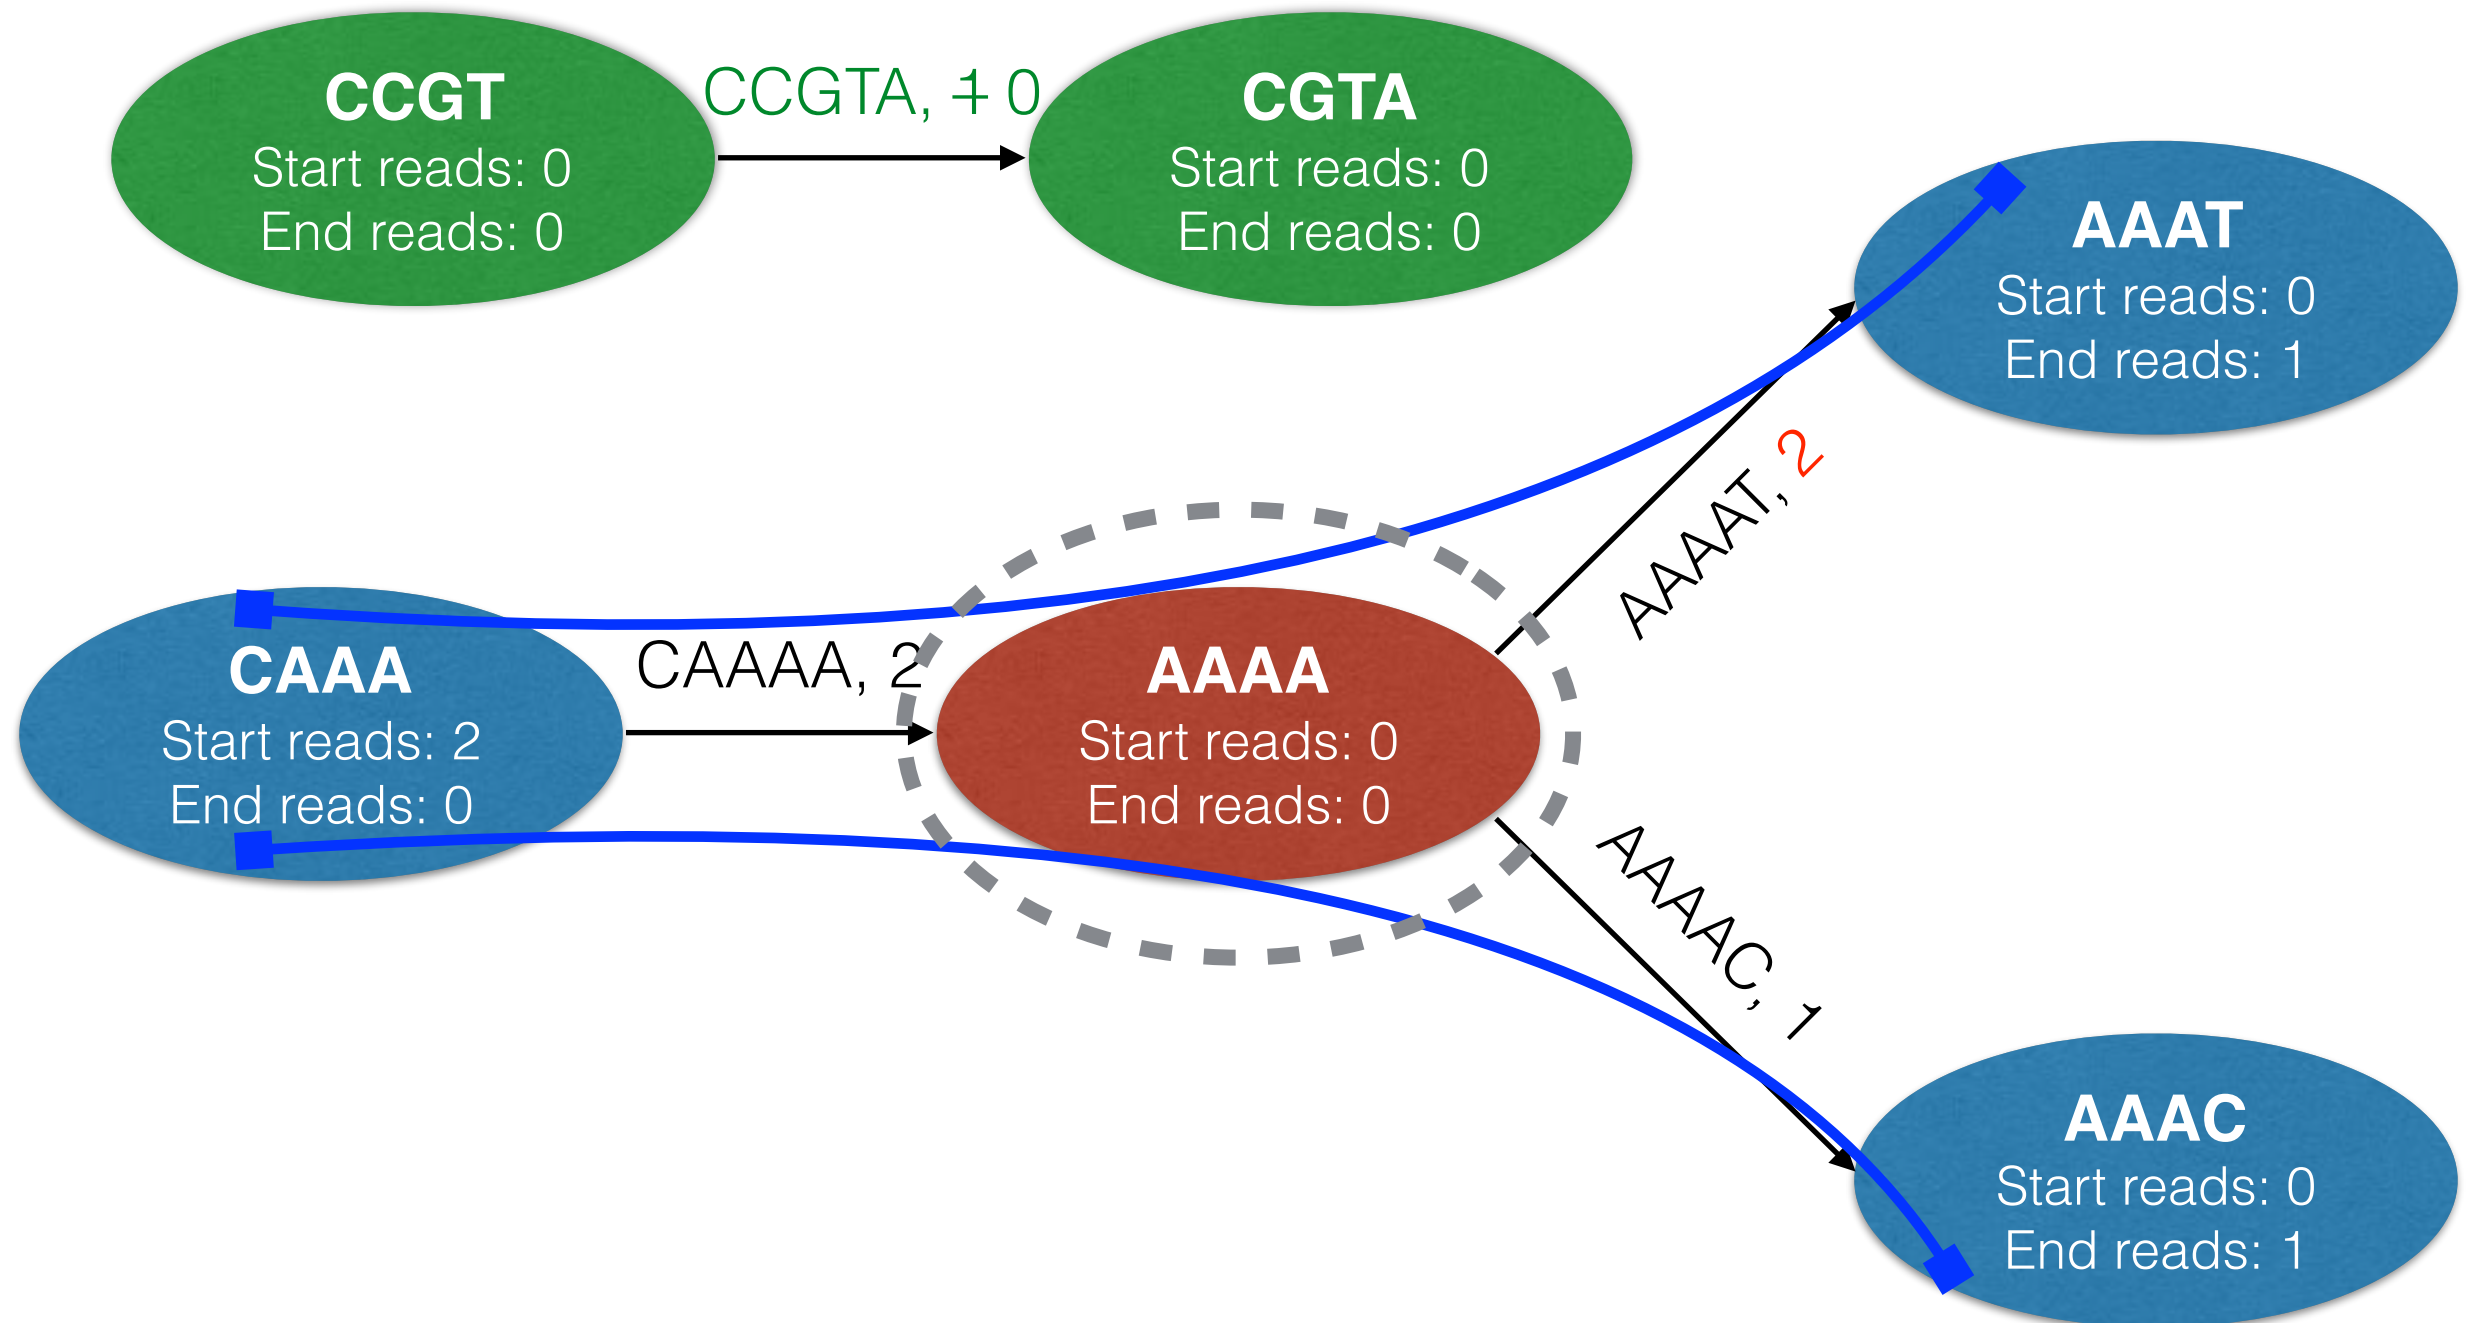 CCGT
Start reads: 0
End reads: 0
CCGTA, 1 0
CGTA
Start reads: 0
End reads: 0
AAAT
Start reads: 0
End reads: 1
AAAAT, 2
CAAA
Start reads: 2
End reads: 0
CAAAA, 2
AAAA
Start reads: 0
End reads: 0
AAAAC, 1
AAAC
Start reads: 0
End reads: 1